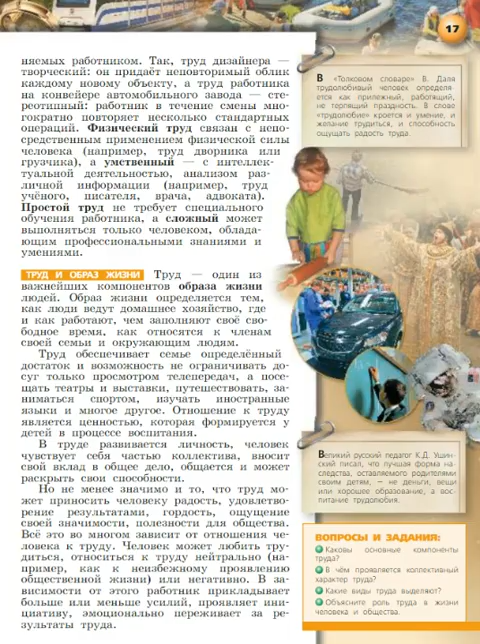 17
няемых работником. Так, труд дизайнера —
творческий: он придаёт неповторимый облик
каждому новому объекту, а труд работника
на конвейере автомобильного завода — сте-
реотипный: работник в течение смены мно-
гократно повторяет несколько стандартных
операций. Физический труд связан с непо-
средственным применением физической силы
человека (например, труд дворника или
грузчика), а умственный — с интеллек-
туальной деятельностью, анализом раз-
личной информации (например, труд
учёного, писателя, врача, адвоката).
Простой труд не требует специального
обучения работника, а сложный может
выполняться только человеком, облада-
ющим профессиональными знаниями и
умениями.
ТРУД И ОБРАЗ ЖИЗНИ Труд — один из
важнейших компонентов образа жизни
людей. Образ жизни определяется тем,
как люди ведут домашнее хозяйство, где
и как работают, чем заполняют своё сво-
бодное время, как относятся к членам
своей семьи и окружающим людям.
Труд обеспечивает семье определённый
достаток и возможность не ограничивать до-
суг только просмотром телепередач, а посе-
щать театры и выставки, путешествовать, за-
ниматься спортом, изучать иностранные
языки и многое другое. Отношение к труду
является ценностью, которая формируется у
детей в процессе воспитания.
В труде развивается личность, человек
чувствует себя частью коллектива, вносит
свой вклад в общее дело, общается и может
раскрыть свои способности.
Но не менее значимо и то, что труд мо-
жет приносить человеку радость, удовлетво-
рение результатами, гордость, ощущение
своей значимости, полезности для общества.
Всё это во многом зависит от отношения че-
ловека к труду. Человек может любить тру-
диться, относиться к труду нейтрально (на-
пример, как к неизбежному проявлению
общественной жизни) или негативно. В за-
висимости от этого работник прикладывает
больше или меньше усилий, проявляет ини-
циативу, эмоционально переживает за ре-
зультаты труда.
В «Толковом словаре» В. Даля
трудолюбивый человек определя-
ется как прилежный, работящий,
не терпящий праздность. В слове
«трудолюбие» кроется и умение, и
желание трудиться, и способность
ощущать радость труда.
Великий русский педагог К.Д. Ушин-
ский писал, что лучшая форма на-
следства, оставляемого родителями
своим детям, — не деньги, вещи
или хорошее образование, а вос-
питание трудолюбия.
ВОПРОСЫ И ЗАДАНИЯ:
Каковы основные компоненты
труда?
В чём проявляется коллективный
характер труда?
Какие виды труда выделяют?
Объясните роль труда в жизни
человека и общества.